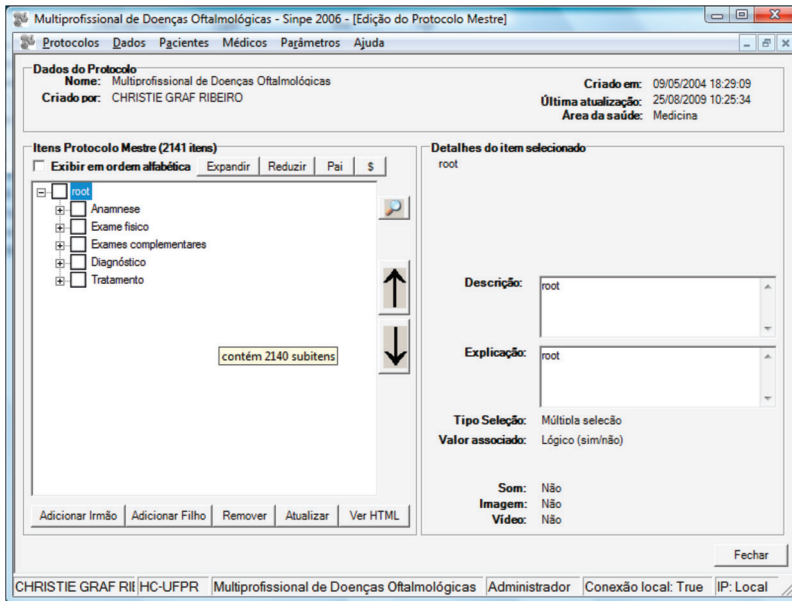 Multiprofissional de Doenças Oftalmológicas - Sinpe 2006 - [Edição do Protocolo Mestre]
Protocolos Dados Pacientes Médicos Parâmetros Ajuda
Dados do Protocolo
Nome: Multiprofissional de Doenças Oftalmológicas
Criado em: 09/05/2004 18:29:09
Criado por: CHRISTIE GRAF RIBEIRO
Última atualização: 25/08/2009 10:25:34
Área da saúde: Medicina
Itens Protocolo Mestre (2141 itens)
Exibir em ordem alfabética Expandir Reduzir Pai $
root
Anamnese
Exame fisico
Exames complementares
Diagnóstico
Tratamento
contém 2140 subitens
Adicionar Irmão Adicionar Filho Remover Atualizar Ver HTML
Detalhes do item selecionado
root
Descrição: root
Explicação: root
Tipo Seleção: Múltipla selecão
Valor associado: Lógico (sim/não)
Som: Não
Imagem: Não
Vídeo: Não
Fechar
CHRISTIE GRAF RIE HC-UFPR Multiprofissional de Doenças Oftalmológicas Administrador Conexão local: True IP: Local